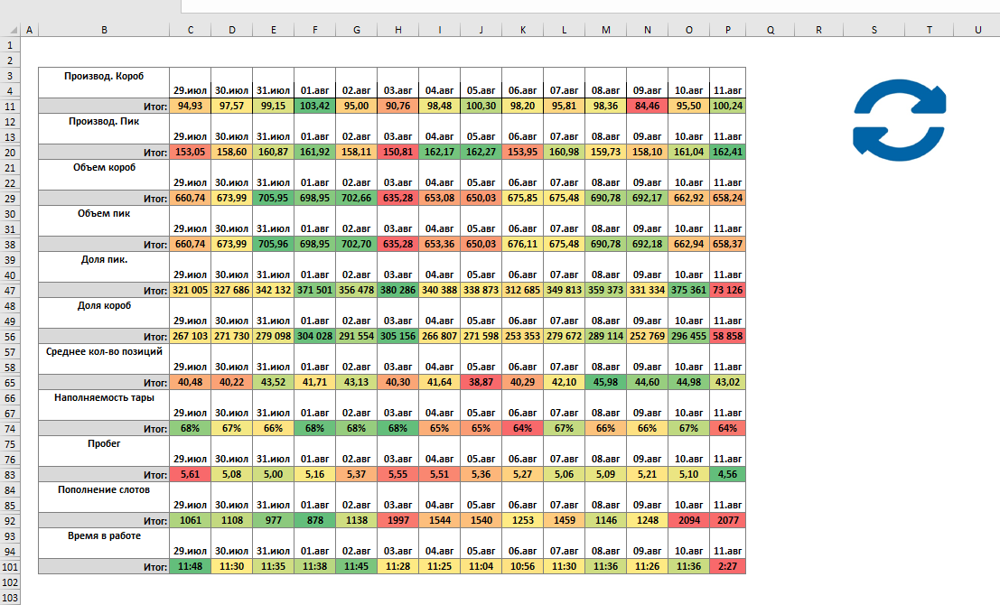 A B C D E F G H I J K L M N O P Q R S T U
1
2
3 Производ. Короб
4 29.июл 30.июл 31.июл 01.авг 02.авг 03.авг 04.авг 05.авг 06.авг 07.авг 08.авг 09.авг 10.авг 11.авг
11 Итог: 94,93 97,57 99,15 103,42 95,00 90,76 98,48 100,30 98,20 95,81 98,36 84,46 95,50 100,24
12 Производ. Пик
13 29.июл 30.июл 31.июл 01.авг 02.авг 03.авг 04.авг 05.авг 06.авг 07.авг 08.авг 09.авг 10.авг 11.авг
20 Итог: 153,05 158,60 160,87 161,92 158,11 150,81 162,17 162,27 153,95 160,98 159,73 158,10 161,04 162,41
21 Объем короб
22 29.июл 30.июл 31.июл 01.авг 02.авг 03.авг 04.авг 05.авг 06.авг 07.авг 08.авг 09.авг 10.авг 11.авг
29 Итог: 660,74 673,99 705,95 698,95 702,66 635,28 653,08 650,03 675,85 675,48 690,78 692,17 662,92 658,24
30 Объем пик
31 29.июл 30.июл 31.июл 01.авг 02.авг 03.авг 04.авг 05.авг 06.авг 07.авг 08.авг 09.авг 10.авг 11.авг
38 Итог: 660,74 673,99 705,96 698,95 702,70 635,28 653,36 650,03 676,11 675,48 690,78 692,18 662,94 658,37
39 Доля пик.
40 29.июл 30.июл 31.июл 01.авг 02.авг 03.авг 04.авг 05.авг 06.авг 07.авг 08.авг 09.авг 10.авг 11.авг
47 Итог: 321 005 327 686 342 132 371 501 356 478 380 286 340 388 338 873 312 685 349 813 359 373 331 334 375 361 73 126
48 Доля короб
49 29.июл 30.июл 31.июл 01.авг 02.авг 03.авг 04.авг 05.авг 06.авг 07.авг 08.авг 09.авг 10.авг 11.авг
56 Итог: 267 103 271 730 279 098 304 028 291 554 305 156 266 807 271 598 253 353 279 672 289 114 252 769 296 455 58 858
57 Среднее кол-во позиций
58 29.июл 30.июл 31.июл 01.авг 02.авг 03.авг 04.авг 05.авг 06.авг 07.авг 08.авг 09.авг 10.авг 11.авг
65 Итог: 40,48 40,22 43,52 41,71 43,13 40,30 41,64 38,87 40,29 42,10 45,98 44,60 44,98 43,02
66 Наполняемость тары
67 29.июл 30.июл 31.июл 01.авг 02.авг 03.авг 04.авг 05.авг 06.авг 07.авг 08.авг 09.авг 10.авг 11.авг
74 Итог: 68% 67% 66% 68% 68% 68% 65% 65% 64% 67% 66% 66% 67% 64%
75 Пробег
76 29.июл 30.июл 31.июл 01.авг 02.авг 03.авг 04.авг 05.авг 06.авг 07.авг 08.авг 09.авг 10.авг 11.авг
83 Итог: 5,61 5,08 5,00 5,16 5,37 5,55 5,51 5,36 5,27 5,06 5,09 5,21 5,10 4,56
84 Пополнение слотов
85 29.июл 30.июл 31.июл 01.авг 02.авг 03.авг 04.авг 05.авг 06.авг 07.авг 08.авг 09.авг 10.авг 11.авг
92 Итог: 1061 1108 977 878 1138 1997 1544 1540 1253 1459 1146 1248 2094 2077
93 Время в работе
94 29.июл 30.июл 31.июл 01.авг 02.авг 03.авг 04.авг 05.авг 06.авг 07.авг 08.авг 09.авг 10.авг 11.авг
101 Итог: 11:48 11:30 11:35 11:38 11:45 11:28 11:25 11:04 10:56 11:30 11:36 11:26 11:36 2:27
102
103